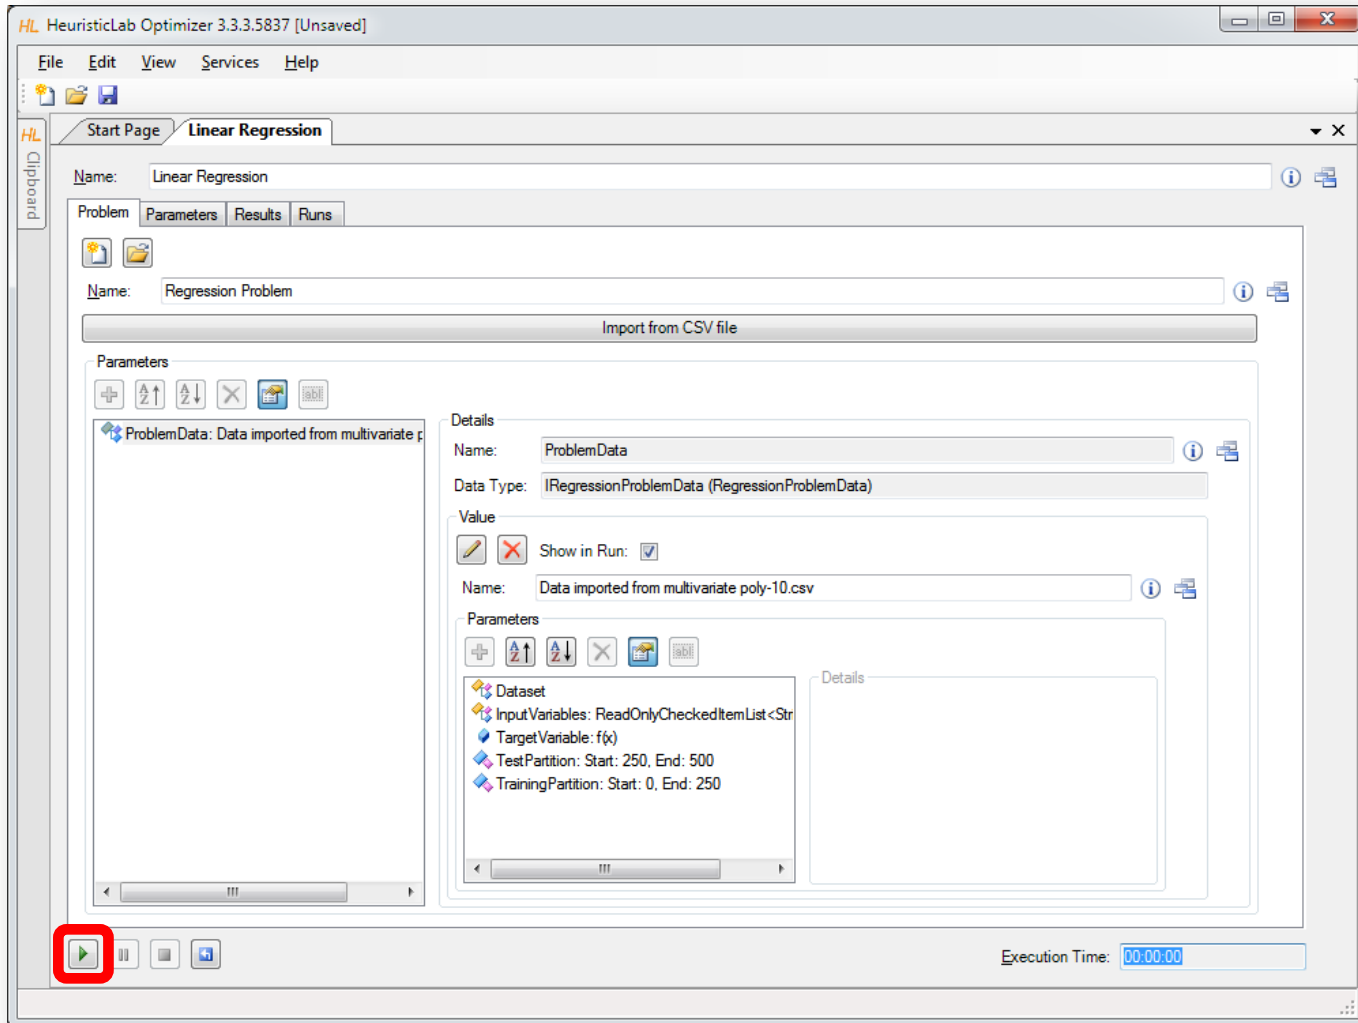 HL HeuristicLab Optimizer 3.3.3.5837 [Unsaved]
File Edit View Services Help
HL Clipboard
Start Page Linear Regression
Name: Linear Regression
Problem Parameters Results Runs
Name: Regression Problem
Import from CSV file
Parameters
ProblemData: Data imported from multivariate p
Details
Name: ProblemData
Data Type: IRegressionProblemData (RegressionProblemData)
Value
Show in Run:
Name: Data imported from multivariate poly-10.csv
Parameters
Dataset
InputVariables: ReadOnlyCheckedItemList<Str
TargetVariable: f(x)
TestPartition: Start: 250, End: 500
TrainingPartition: Start: 0, End: 250
Details
Execution Time: 00:00:00